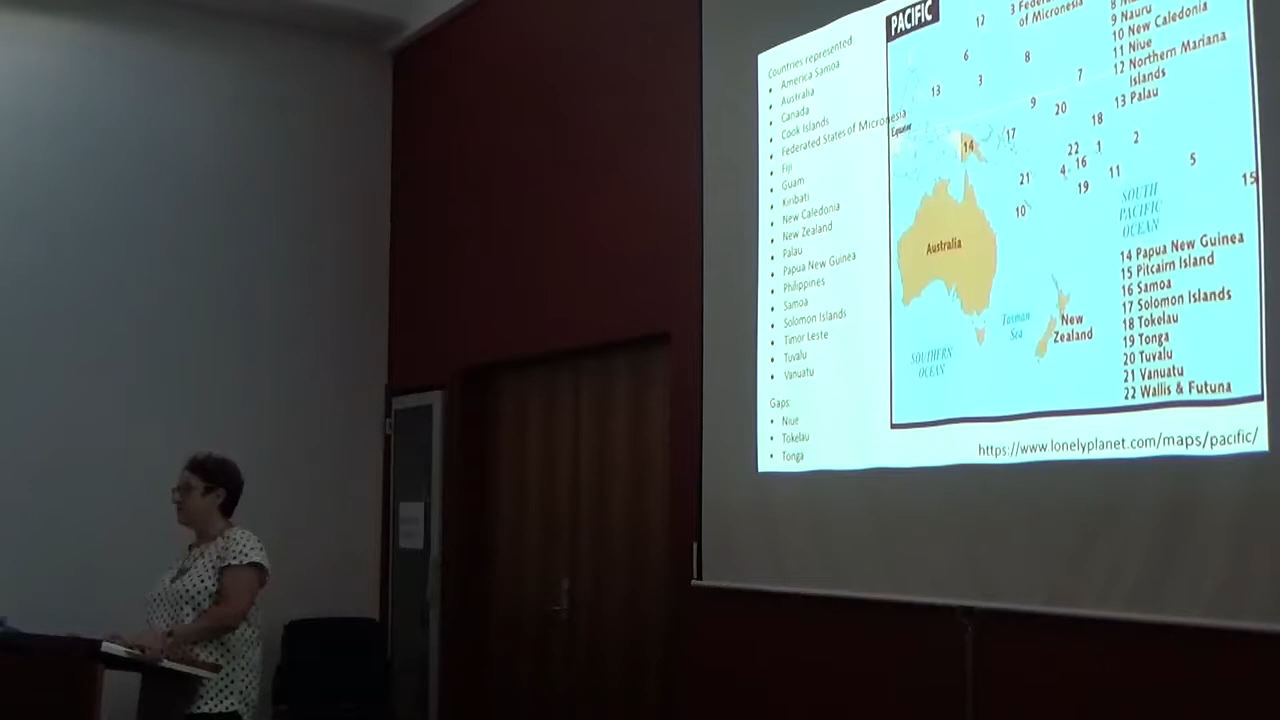 Countries represented
• America Samoa
• Australia
• Canada
• Cook Islands
• Federated States of Micronesia
• Fiji
• Guam
• Kiribati
• New Caledonia
• New Zealand
• Palau
• Papua New Guinea
• Philippines
• Samoa
• Solomon Islands
• Timor Leste
• Tuvalu
• Vanuatu
Gaps:
• Niue
• Tokelau
• Tonga
PACIFIC
12
3
of Micronesia
8
9 Nauru
10 New Caledonia
11 Niue
12 Northern Mariana
Islands
13 Palau
6
8
13
3
7
9
20
18
Equator
14
17
22
1
2
16
4
11
5
15
21
19
10
SOUTH
PACIFIC
OCEAN
Australia
14 Papua New Guinea
15 Pitcairn Island
16 Samoa
17 Solomon Islands
18 Tokelau
19 Tonga
20 Tuvalu
21 Vanuatu
22 Wallis & Futuna
Tasman
Sea
New
Zealand
SOUTHERN
OCEAN
https://www.lonelyplanet.com/maps/pacific/